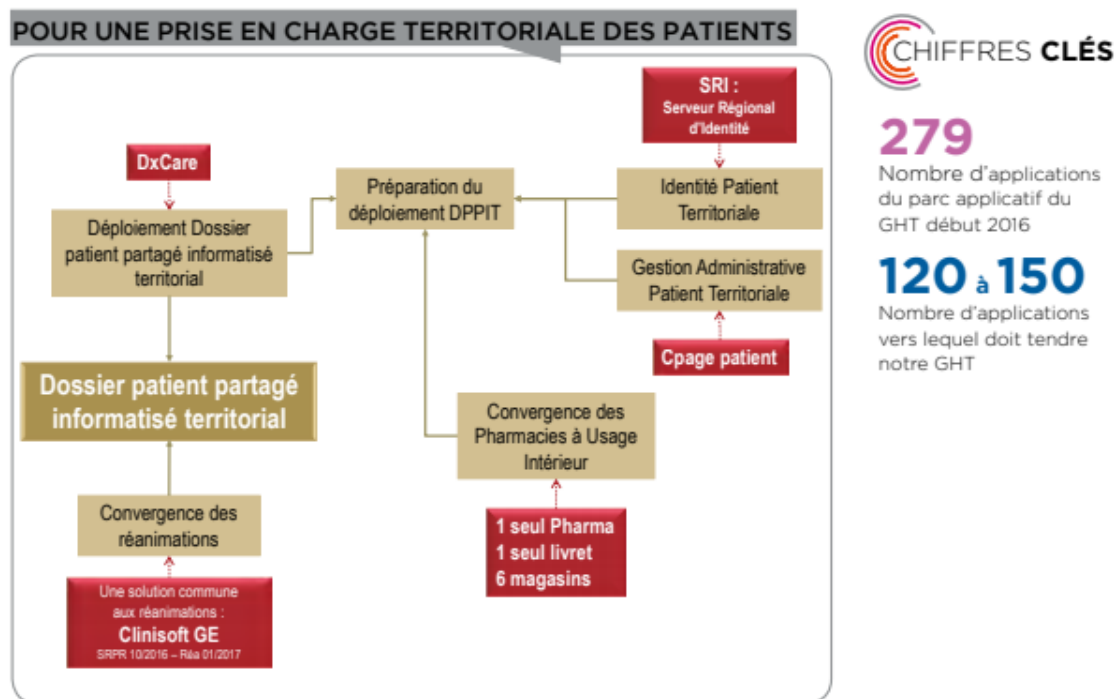 POUR UNE PRISE EN CHARGE TERRITORIALE DES PATIENTS
CHIFFRES CLÉS
SRI :
Serveur Régional
d'Identité
DxCare
Préparation du
déploiement DPPIT
Identité Patient
Territoriale
Déploiement Dossier
patient partagé informatisé
territorial
Gestion Administrative
Patient Territoriale
Cpage patient
Dossier patient partagé
informatisé territorial
Convergence des
Pharmacies à Usage
Intérieur
Convergence des
réanimations
1 seul Pharma
1 seul livret
6 magasins
Une solution commune
aux réanimations :
Clinisoft GE
SRPR 10/2016 – Réa 01/2017
279
Nombre d'applications
du parc applicatif du
GHT début 2016
120 à 150
Nombre d'applications
vers lequel doit tendre
notre GHT